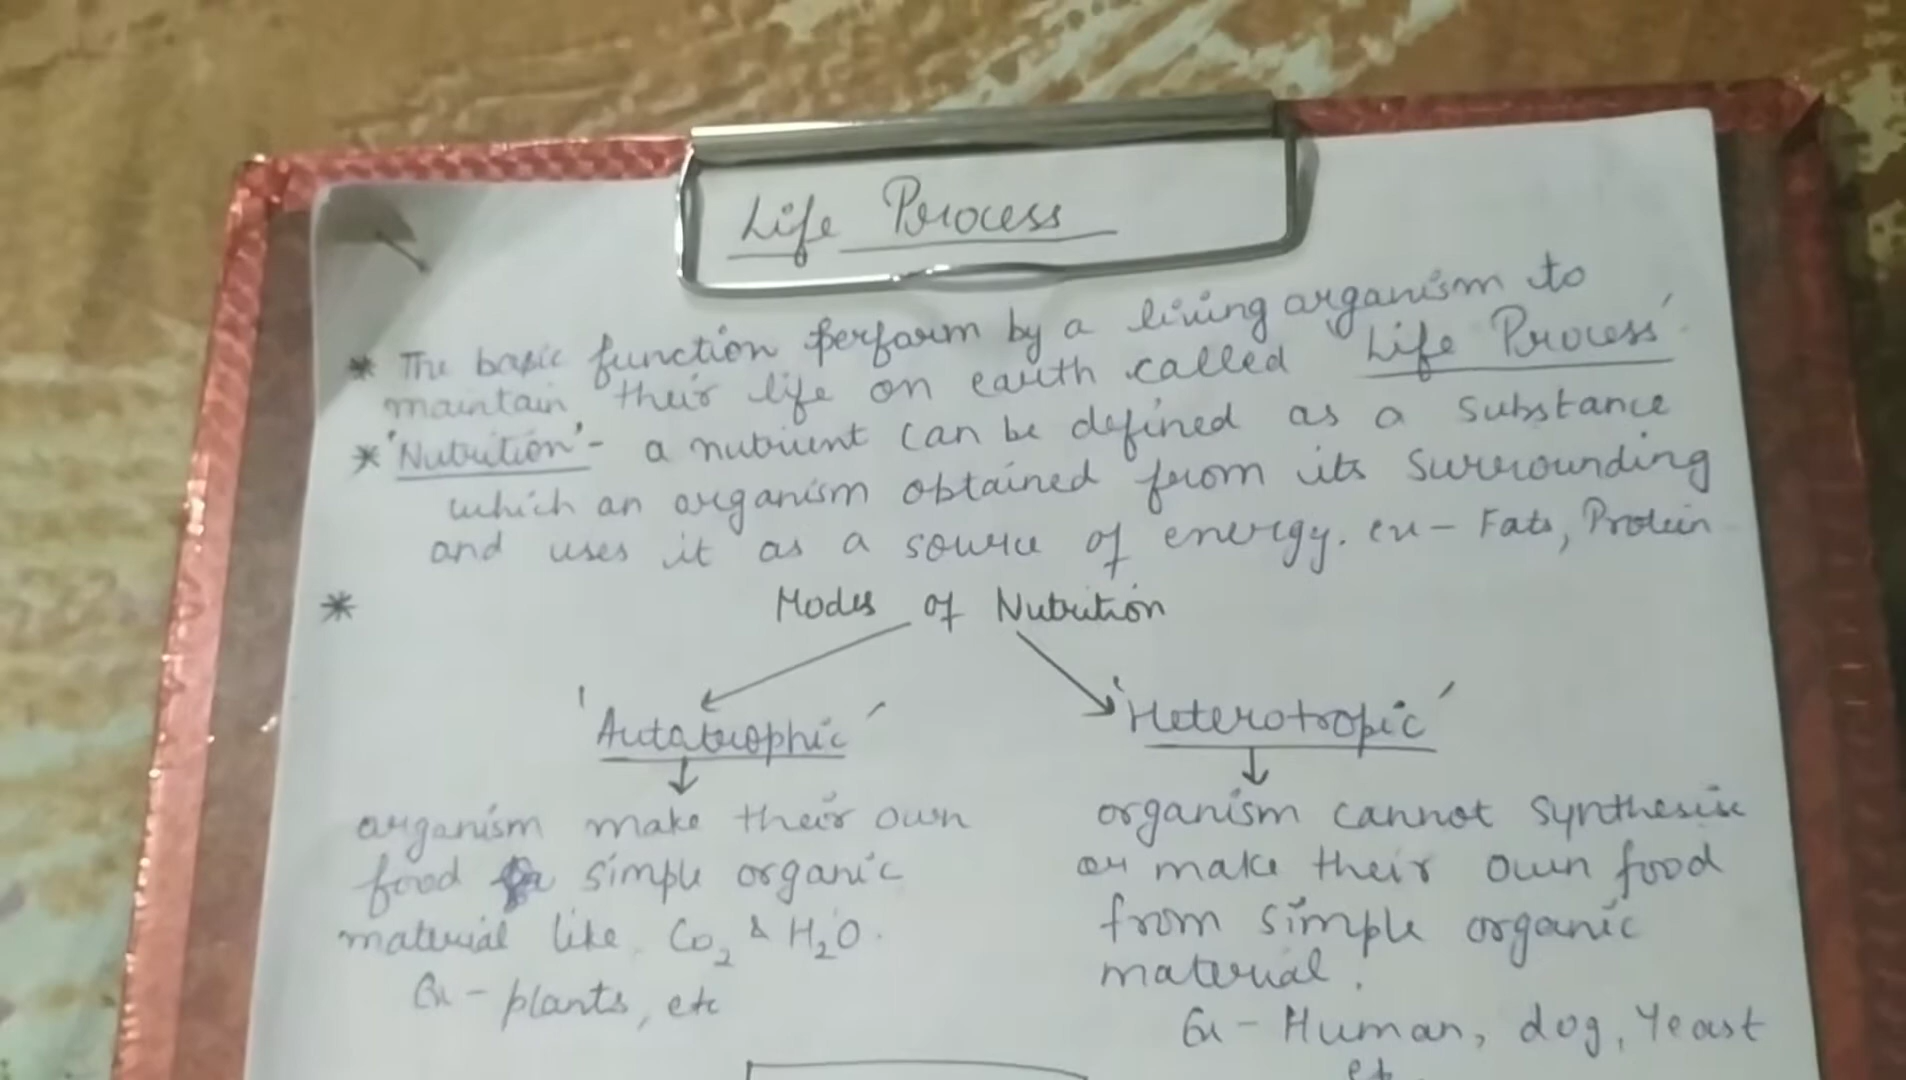 Life Process
* The basic function perform by a living organism to
maintain their life on earth called 'Life Process'.
* 'Nutrition' - a nutrient can be defined as a substance
which an organism obtained from its surrounding
and uses it as a source of energy. ex - Fats, Protein
* Modes of Nutrition
'Autotrophic' 'Heterotropic'
organism make their own
food simple organic
material like Co₂ & H₂O.
Ex - plants, etc
organism cannot synthesise
or make their own food
from simple organic
material.
Ex - Human, dog, Yeast
etc.